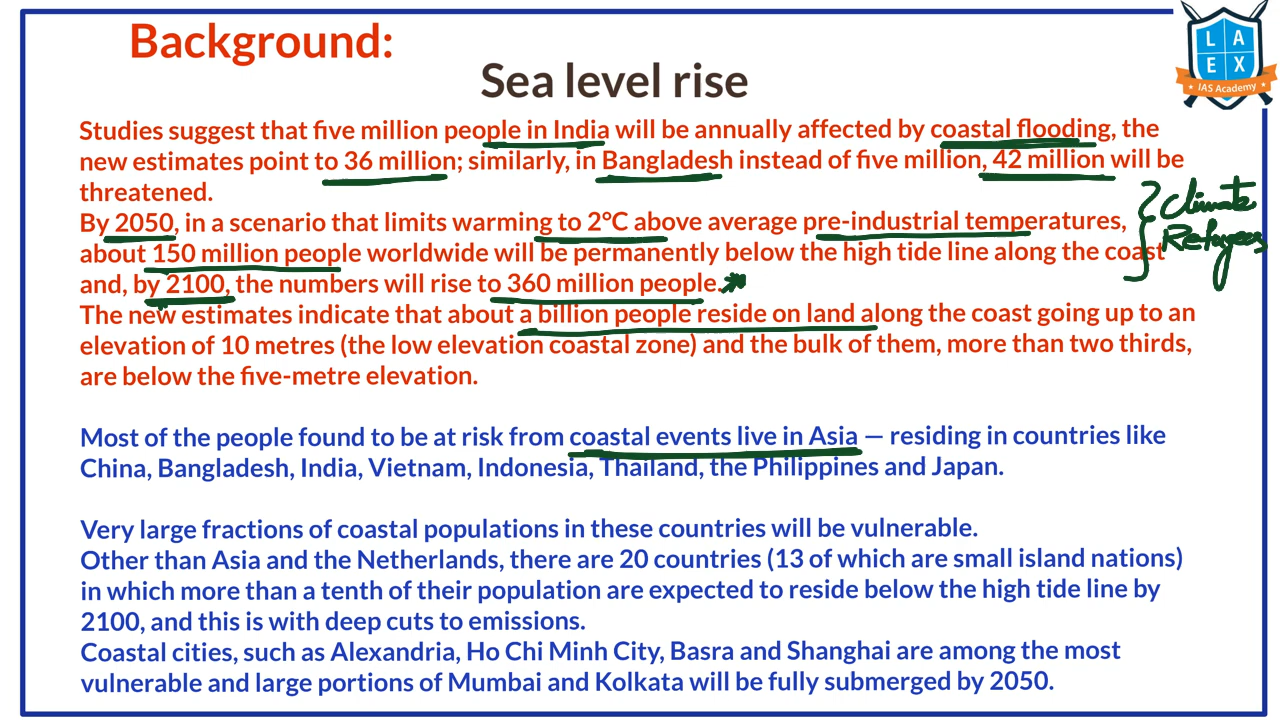 Background:
Sea level rise
L A
E X
IAS Academy
Studies suggest that five million people in India will be annually affected by coastal flooding, the
new estimates point to 36 million; similarly, in Bangladesh instead of five million, 42 million will be
threatened.
By 2050, in a scenario that limits warming to 2°C above average pre-industrial temperatures,
about 150 million people worldwide will be permanently below the high tide line along the coast
and, by 2100, the numbers will rise to 360 million people.
Climate
Refugees
The new estimates indicate that about a billion people reside on land along the coast going up to an
elevation of 10 metres (the low elevation coastal zone) and the bulk of them, more than two thirds,
are below the five-metre elevation.
Most of the people found to be at risk from coastal events live in Asia — residing in countries like
China, Bangladesh, India, Vietnam, Indonesia, Thailand, the Philippines and Japan.
Very large fractions of coastal populations in these countries will be vulnerable.
Other than Asia and the Netherlands, there are 20 countries (13 of which are small island nations)
in which more than a tenth of their population are expected to reside below the high tide line by
2100, and this is with deep cuts to emissions.
Coastal cities, such as Alexandria, Ho Chi Minh City, Basra and Shanghai are among the most
vulnerable and large portions of Mumbai and Kolkata will be fully submerged by 2050.